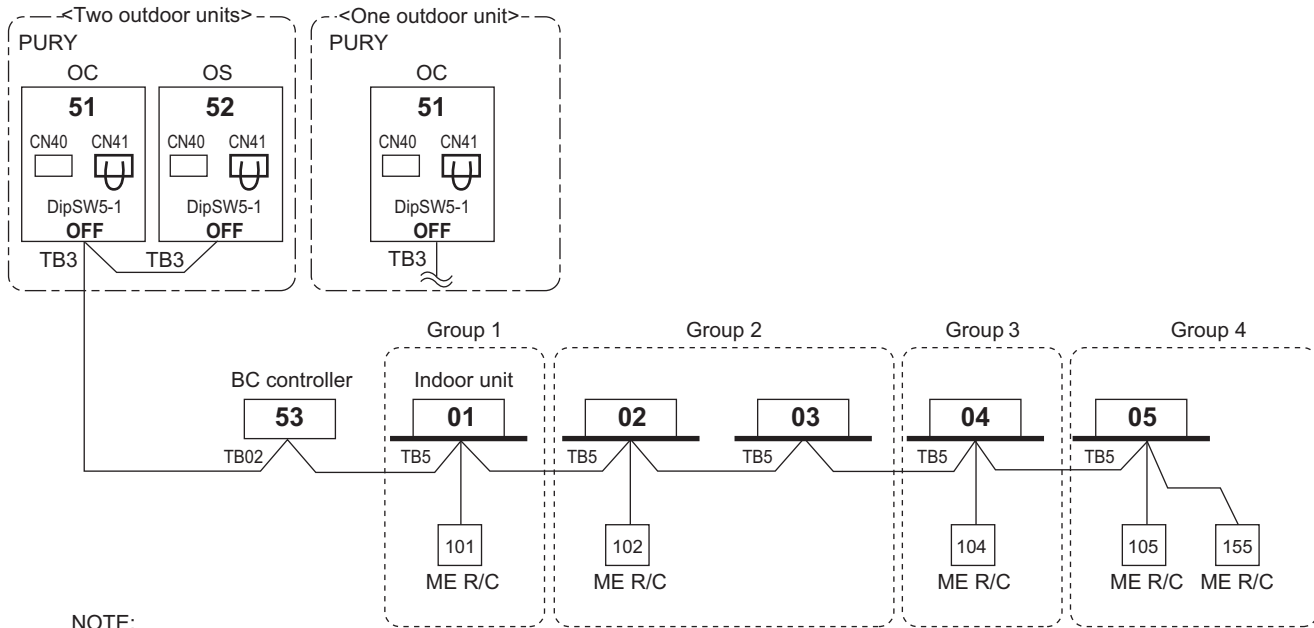 <Two outdoor units> <One outdoor unit>
PURY PURY
OC OS OC
51 52 51
CN40 CN41 CN40 CN41 CN40 CN41
DipSW5-1 DipSW5-1 DipSW5-1
OFF OFF OFF
TB3 TB3 TB3
Group 1 Group 2 Group 3 Group 4
BC controller Indoor unit
53 01 02 03 04 05
TB02 TB5 TB5 TB5 TB5 TB5
101 102 104 105 155
ME R/C ME R/C ME R/C ME R/C ME R/C
NOTE: